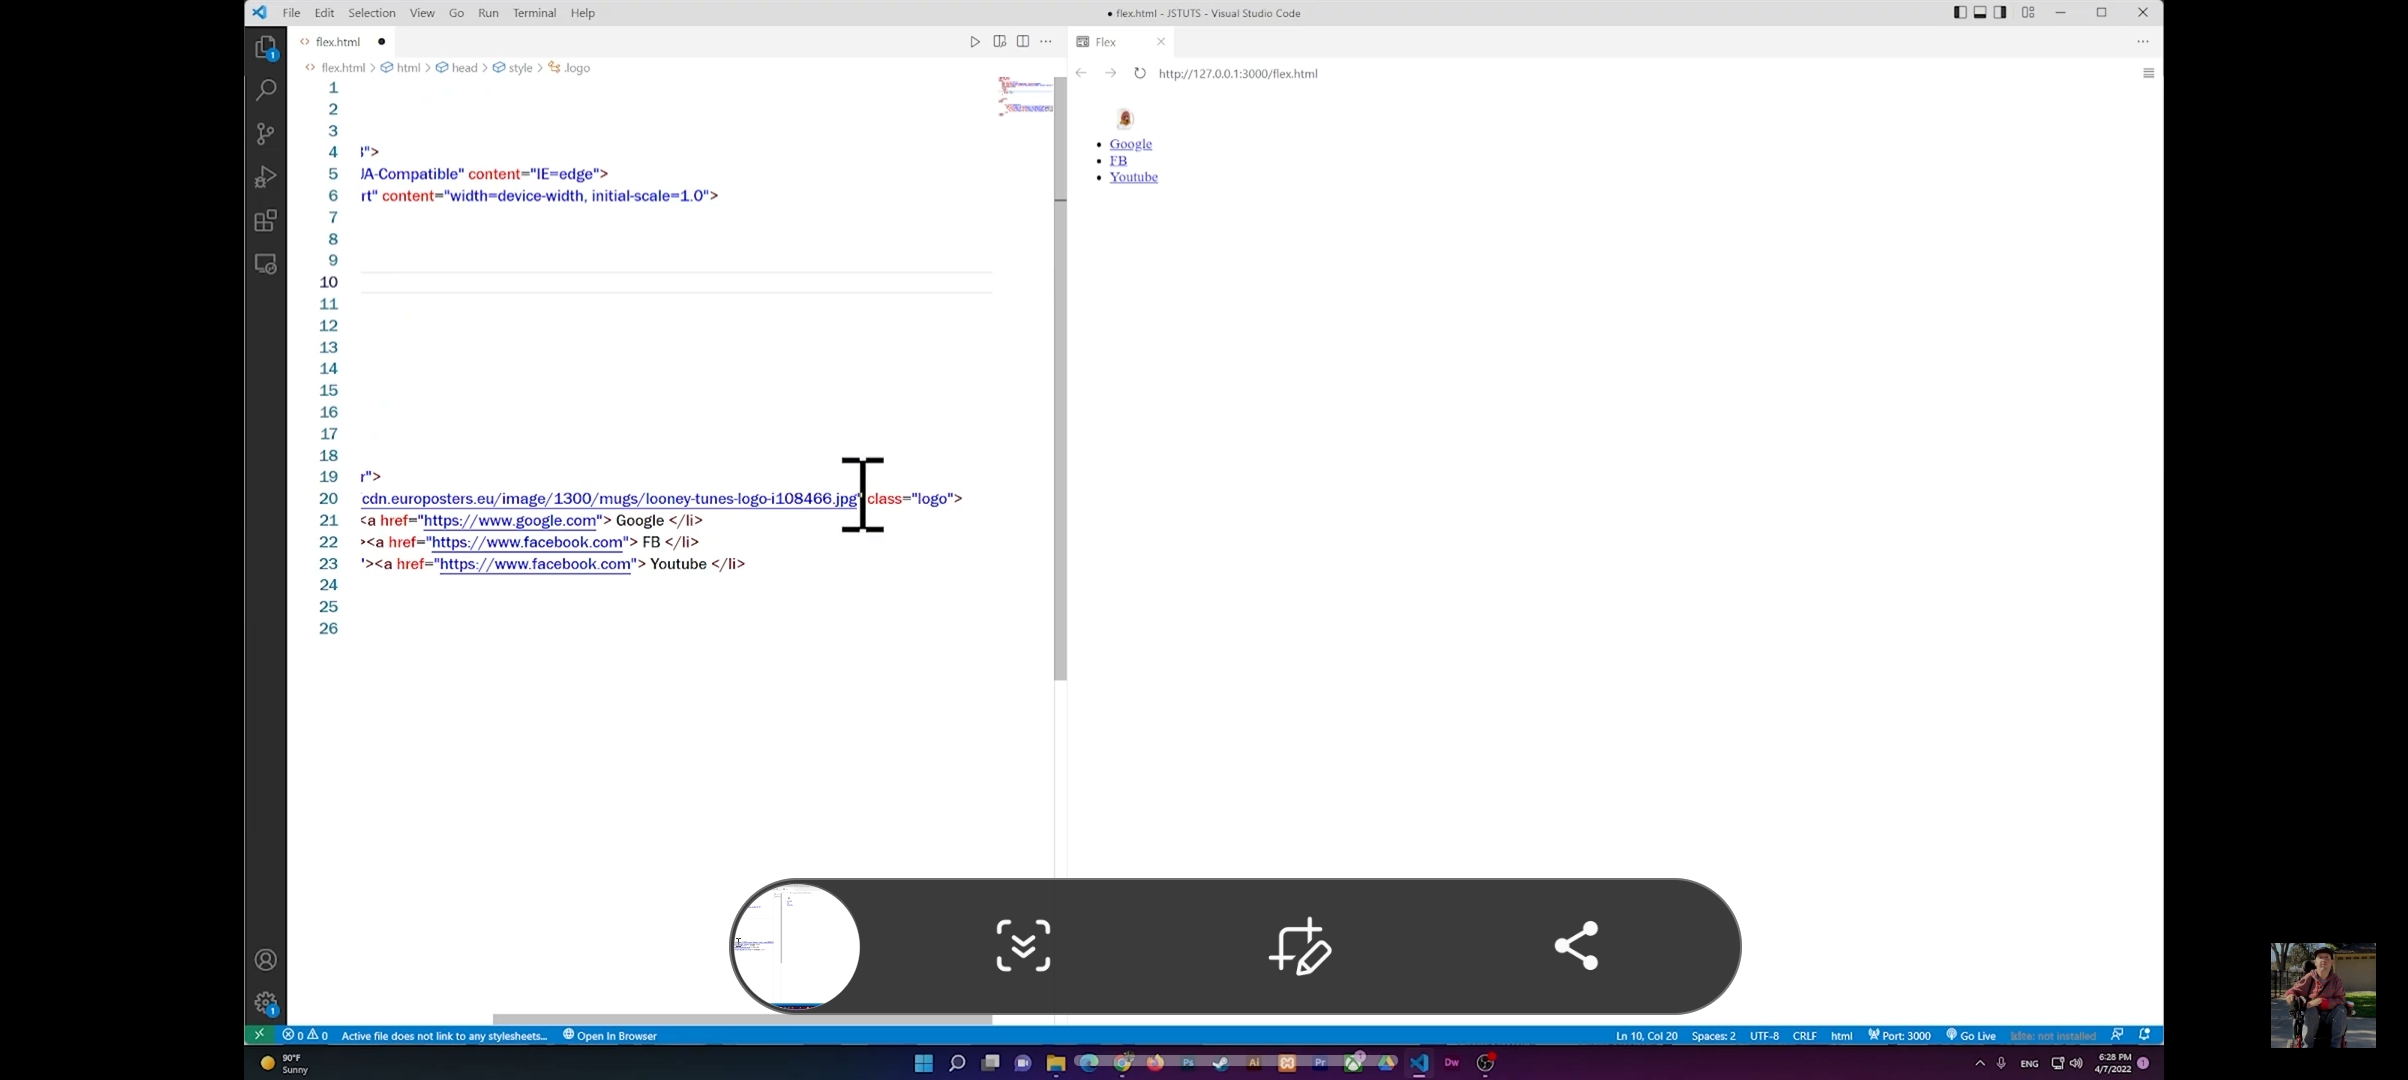 File Edit Selection View Go Run Terminal Help
● flex.html - JSTUTS - Visual Studio Code
flex.html ●
Flex
flex.html > html > head > style > .logo
http://127.0.0.1:3000/flex.html
1
2
3
4 ">
5 JA-Compatible" content="IE=edge">
6 rt" content="width=device-width, initial-scale=1.0">
7
8
9
10
11
12
13
14
15
16
17
18
19 r">
20 cdn.europosters.eu/image/1300/mugs/looney-tunes-logo-i108466.jpg" class="logo">
21 <a href="https://www.google.com"> Google </li>
22 ><a href="https://www.facebook.com"> FB </li>
23 "><a href="https://www.facebook.com"> Youtube </li>
24
25
26
• Google
• FB
• Youtube
0 0 Active file does not link to any stylesheets... Open In Browser
Ln 10, Col 20 Spaces: 2 UTF-8 CRLF html Port: 3000 Go Live not installed
90°F
Sunny
Ps Ai Pr Dw
ENG
6:28 PM
4/7/2022